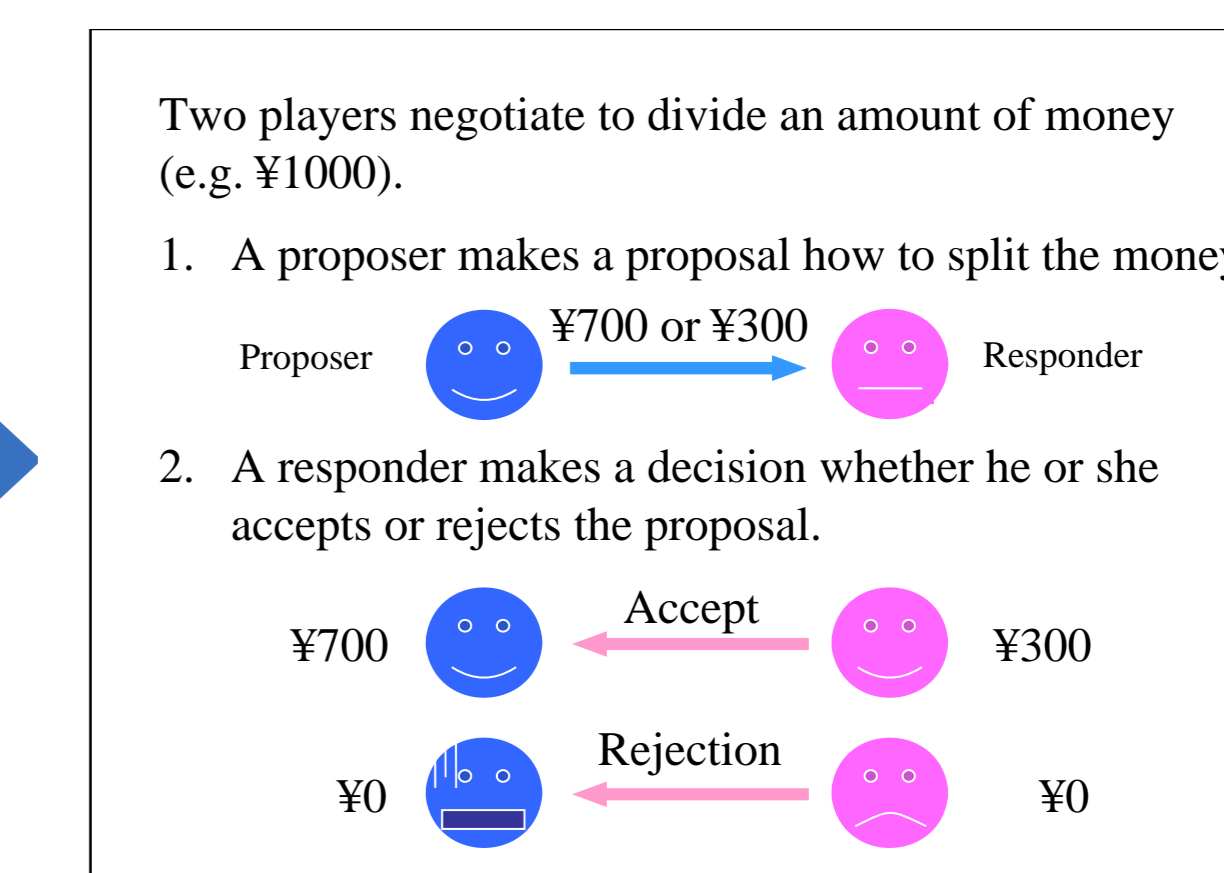 Two players negotiate to divide an amount of money
(e.g. ¥1000).
1. A proposer makes a proposal how to split the money
¥700 or ¥300
Proposer
Responder
2. A responder makes a decision whether he or she
accepts or rejects the proposal.
Accept
¥700
¥300
Rejection
¥0
¥0